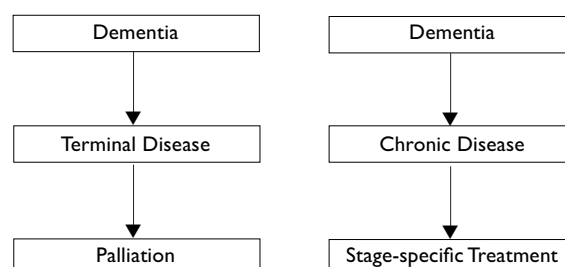 Dementia
Terminal Disease
Palliation
Dementia
Chronic Disease
Stage-specific Treatment